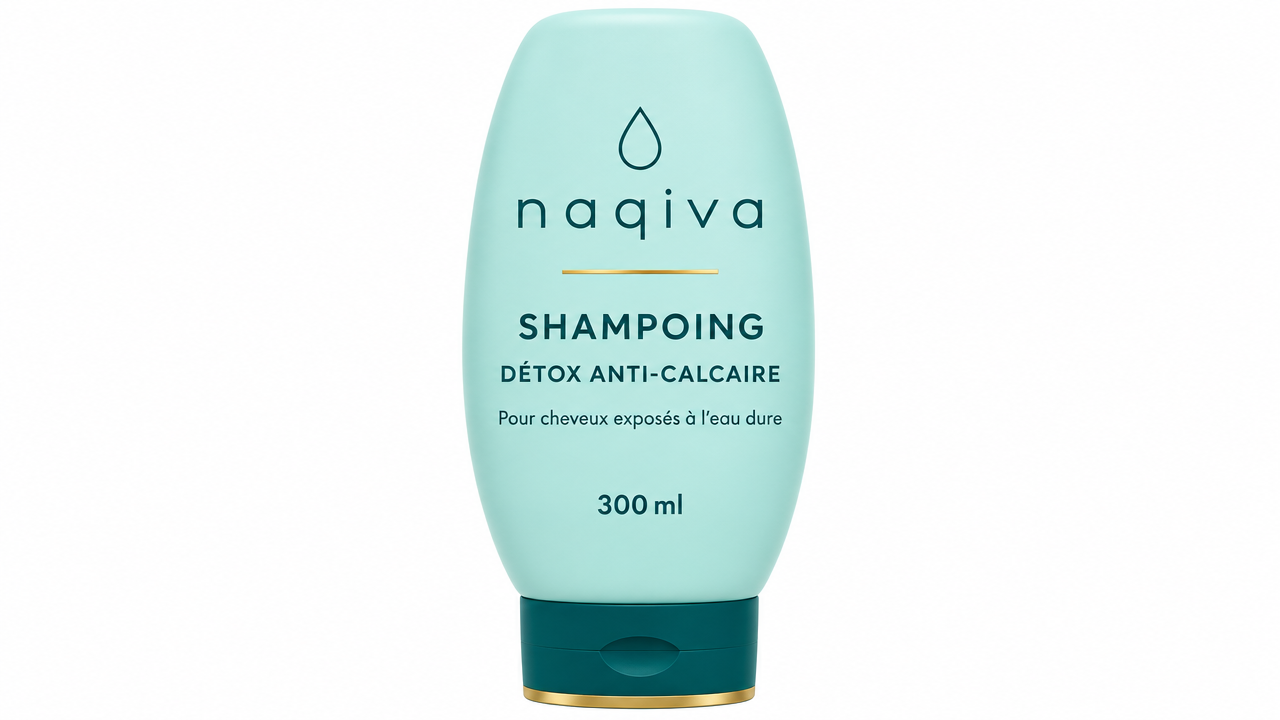 naqiva
SHAMPOING
DÉTOX ANTI-CALCAIRE
Pour cheveux exposés à l'eau dure
300 ml